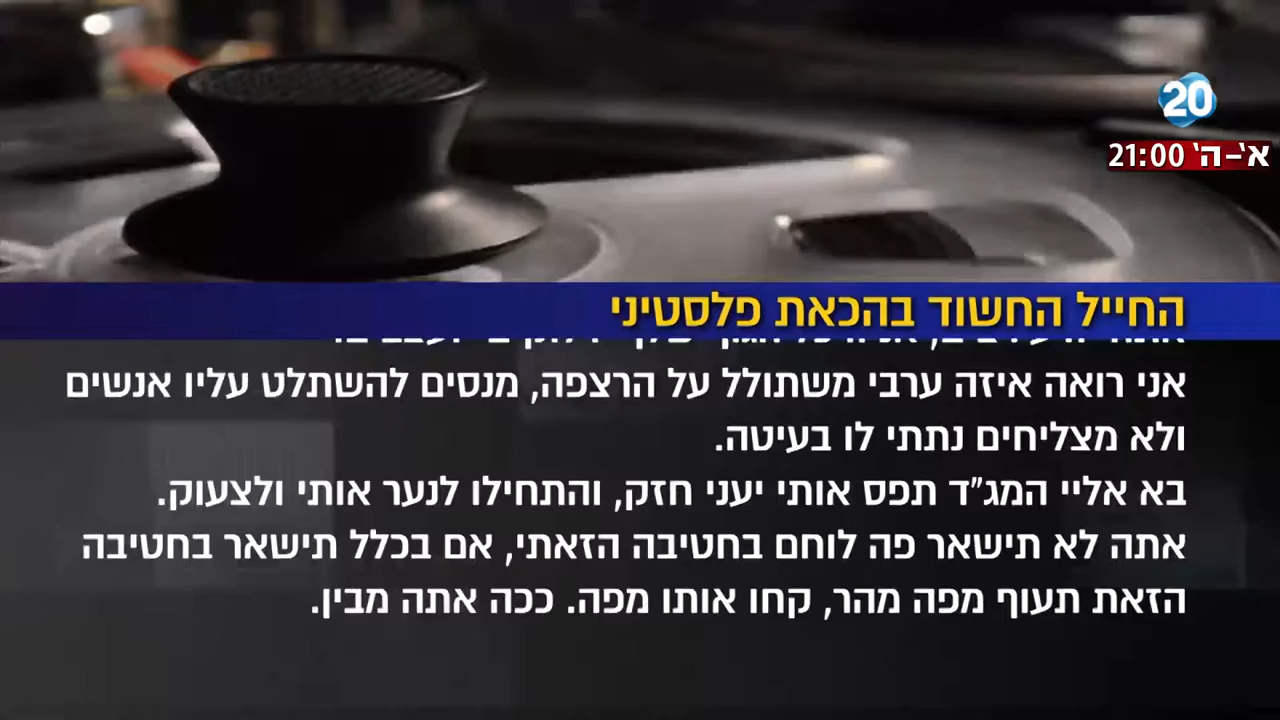 20
א'-ה' 21:00
החייל החשוד בהכאת פלסטיני
אני רואה איזה ערבי משתולל על הרצפה, מנסים להשתלט עליו אנשים
ולא מצליחים נתתי לו בעיטה.
בא אליי המג"ד תפס אותי יעני חזק, והתחילו לנער אותי ולצעוק.
אתה לא תישאר פה לוחם בחטיבה הזאתי, אם בכלל תישאר בחטיבה
הזאת תעוף מפה מהר, קחו אותו מפה. ככה אתה מבין.